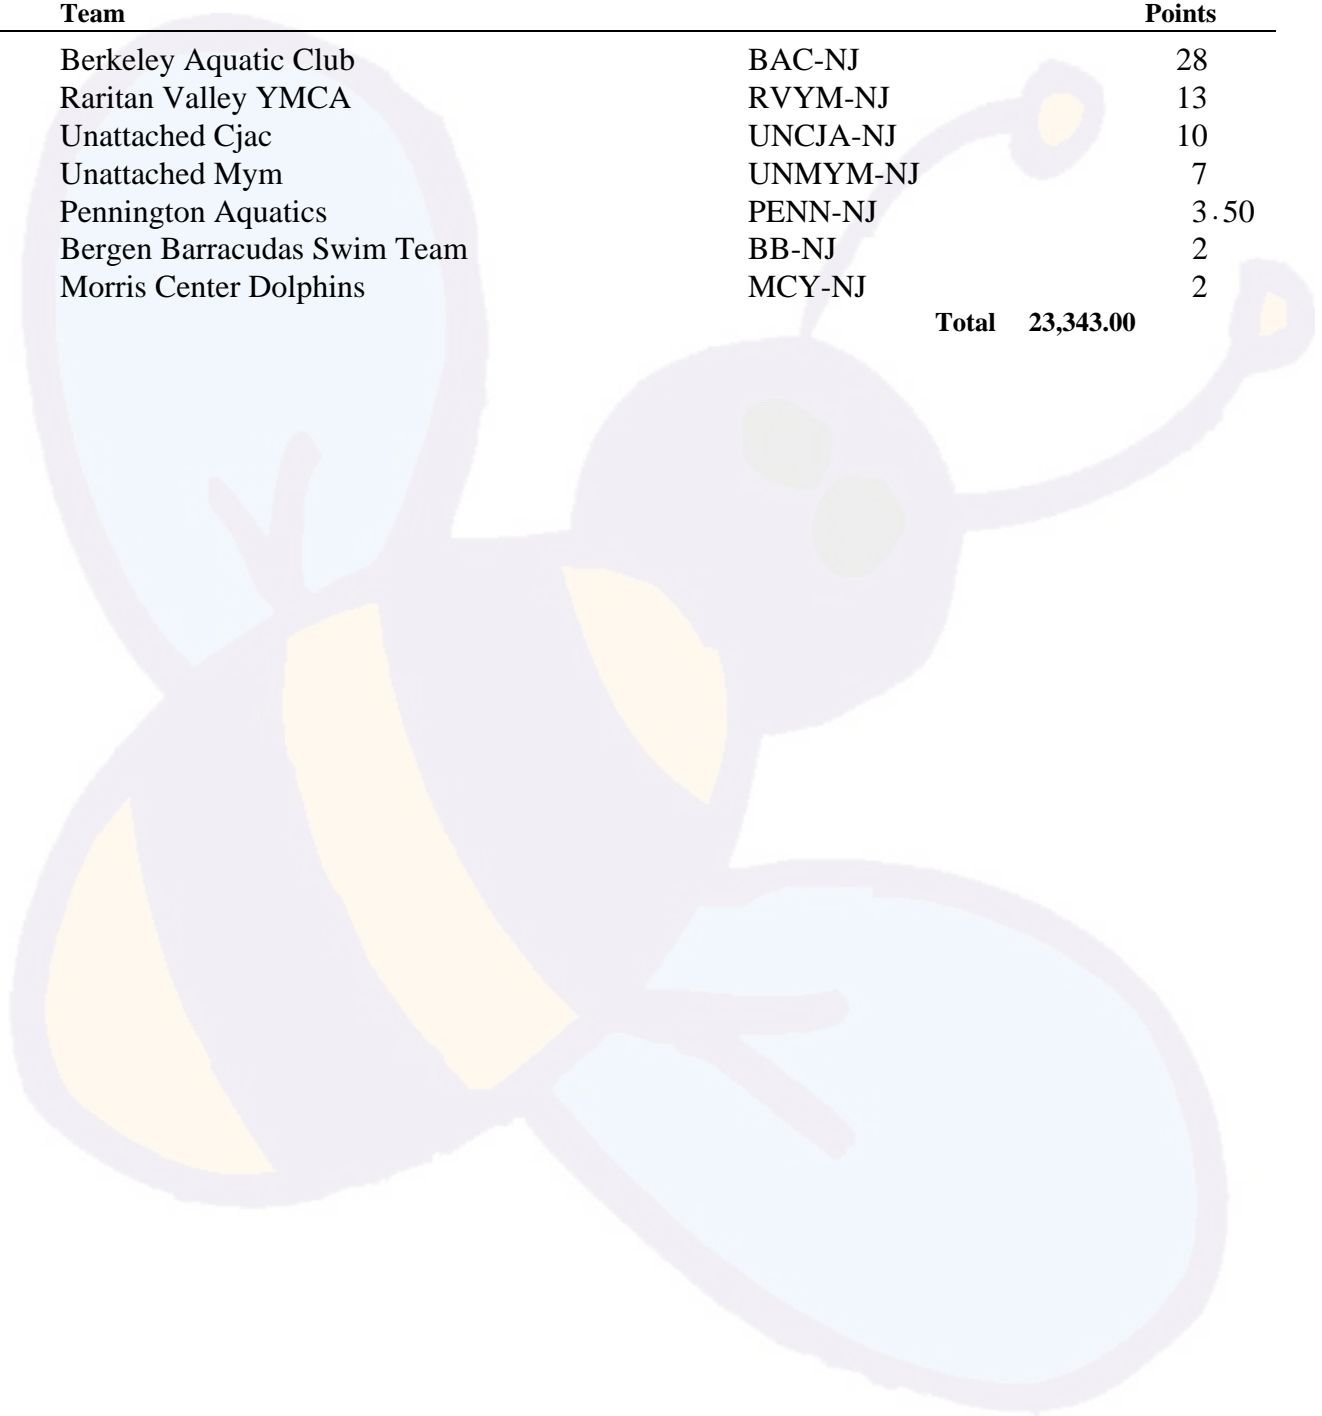 Team Points
Berkeley Aquatic Club BAC-NJ 28
Raritan Valley YMCA RVYM-NJ 13
Unattached Cjac UNCJA-NJ 10
Unattached Mym UNMYM-NJ 7
Pennington Aquatics PENN-NJ 3.50
Bergen Barracudas Swim Team BB-NJ 2
Morris Center Dolphins MCY-NJ 2
Total 23,343.00